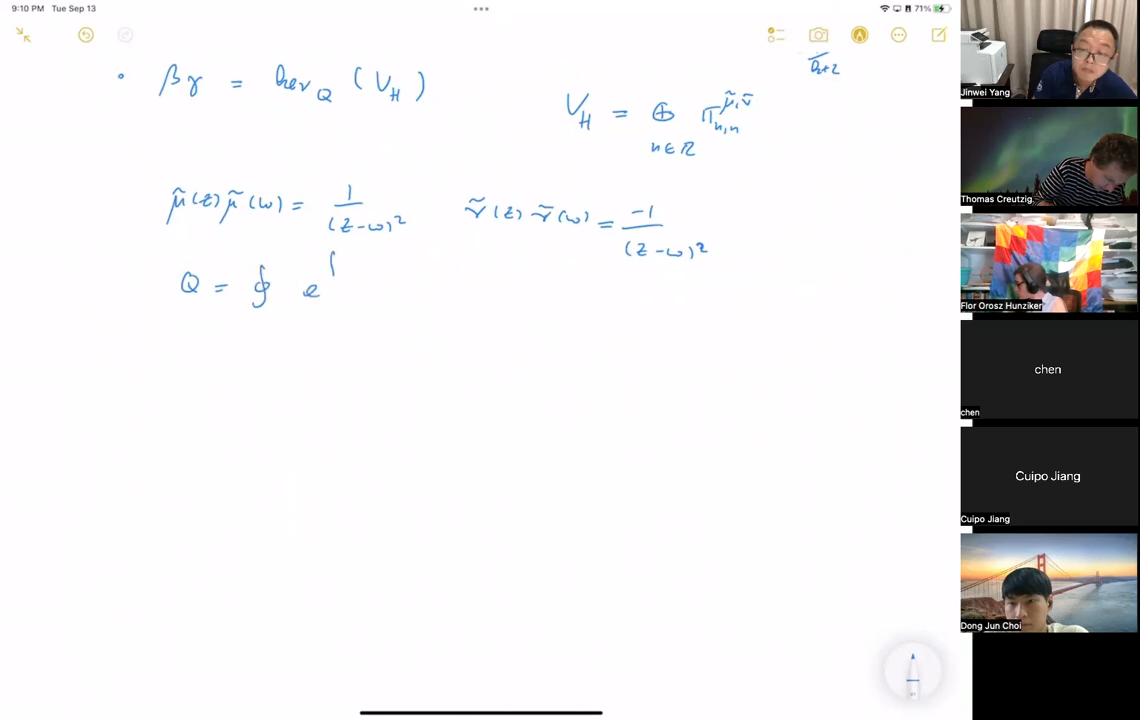 9:10 PM Tue Sep 13
71%
• βγ = ker_Q (V_H)
V_H = ⊕_{n∈ℤ} π_{n,n}^{μ̃,ν̃}
μ̃(z) μ̃(w) = 1/(z-w)²
ν̃(z) ν̃(w) = -1/(z-w)²
Q = ∮ e^∫
Jinwei Yang
Thomas Creutzig
Flor Orosz Hunziker
chen
chen
Cuipo Jiang
Cuipo Jiang
Dong Jun Choi